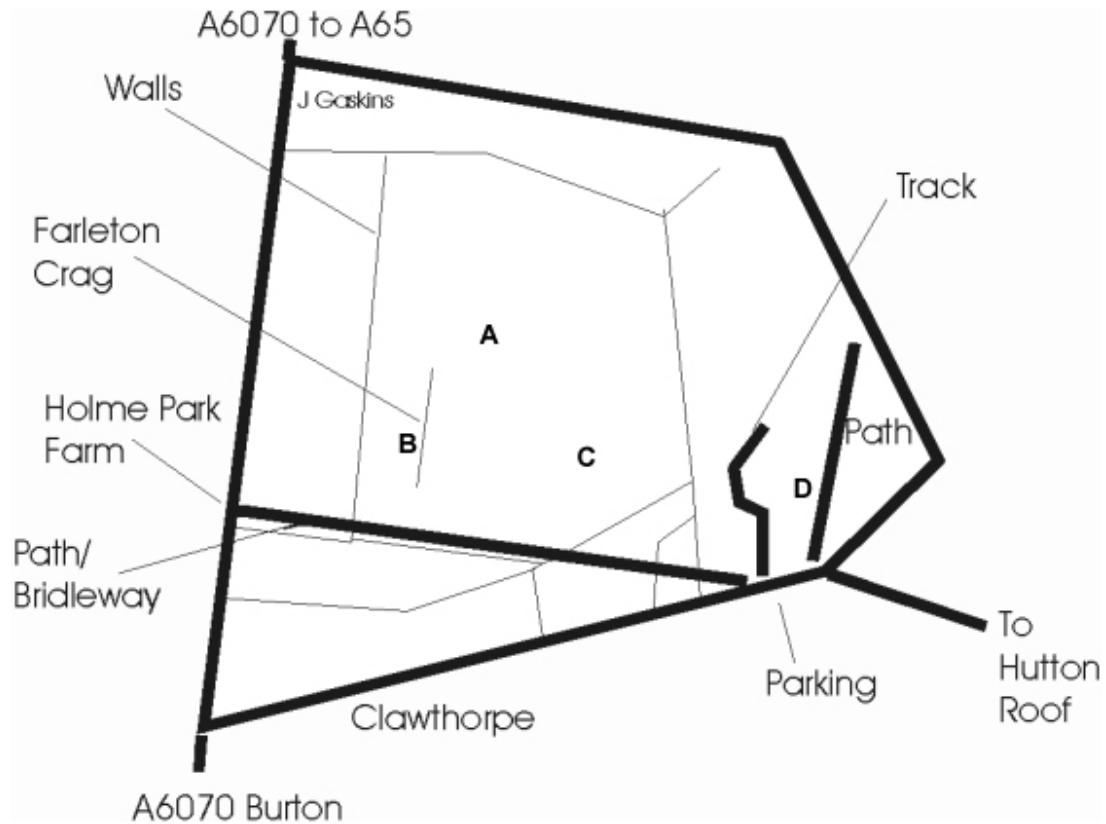 A6070 to A65
Walls
J Gaskins
Track
Farleton
Crag
A
Holme Park
Farm
B
C
Path
D
Path/
Bridleway
To
Hutton
Roof
Parking
Clawthorpe
A6070 Burton